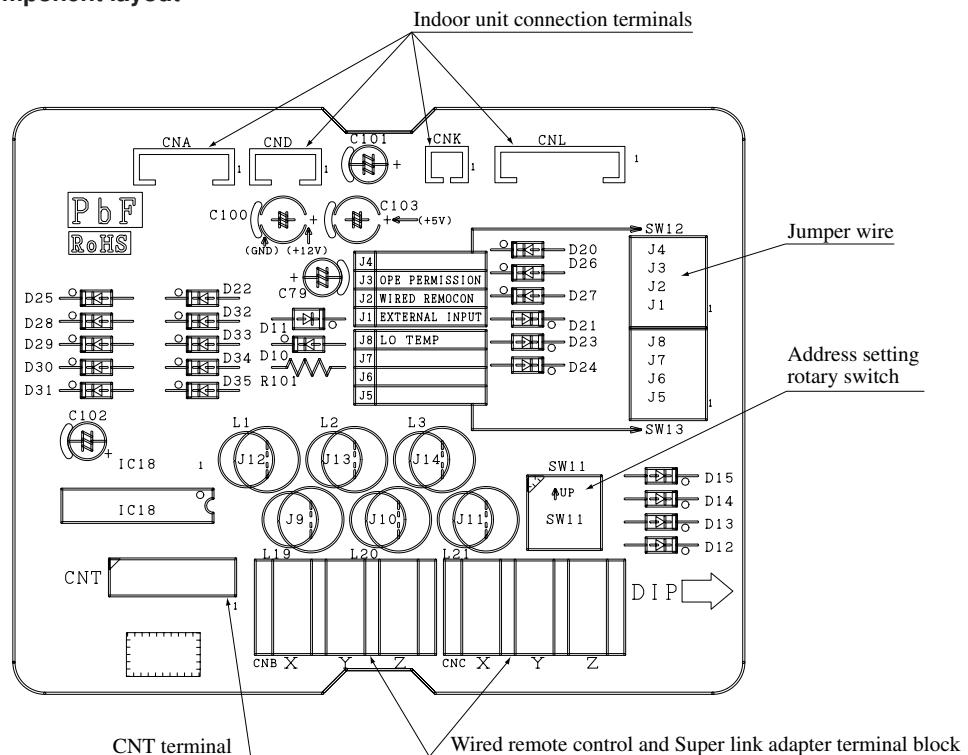 mponent layout
Indoor unit connection terminals
CNA
CND
C101
CNK
CNL
1
1
1
1
PbF
RoHS
C100
+
C103
+
(+5V)
(GND) (+12V)
+
C79
SW12
Jumper wire
J4
J3 OPE PERMISSION
J2 WIRED REMOCON
J1 EXTERNAL INPUT
J8 LO TEMP
J7
J6
J5
D20
D26
D27
D21
D23
D24
J4
J3
J2
J1
1
J8
J7
J6
J5
1
SW13
D25
D28
D29
D30
D31
D22
D32
D33
D34
D35
D11
D10
R101
Address setting
rotary switch
C102
+
IC18
1
IC18
L1
L2
L3
J12
J13
J14
J9
J10
J11
L19
L20
L21
SW11
UP
SW11
D15
D14
D13
D12
CNT
1
DIP
CNB X Y Z
CNC X Y Z
CNT terminal
Wired remote control and Super link adapter terminal block